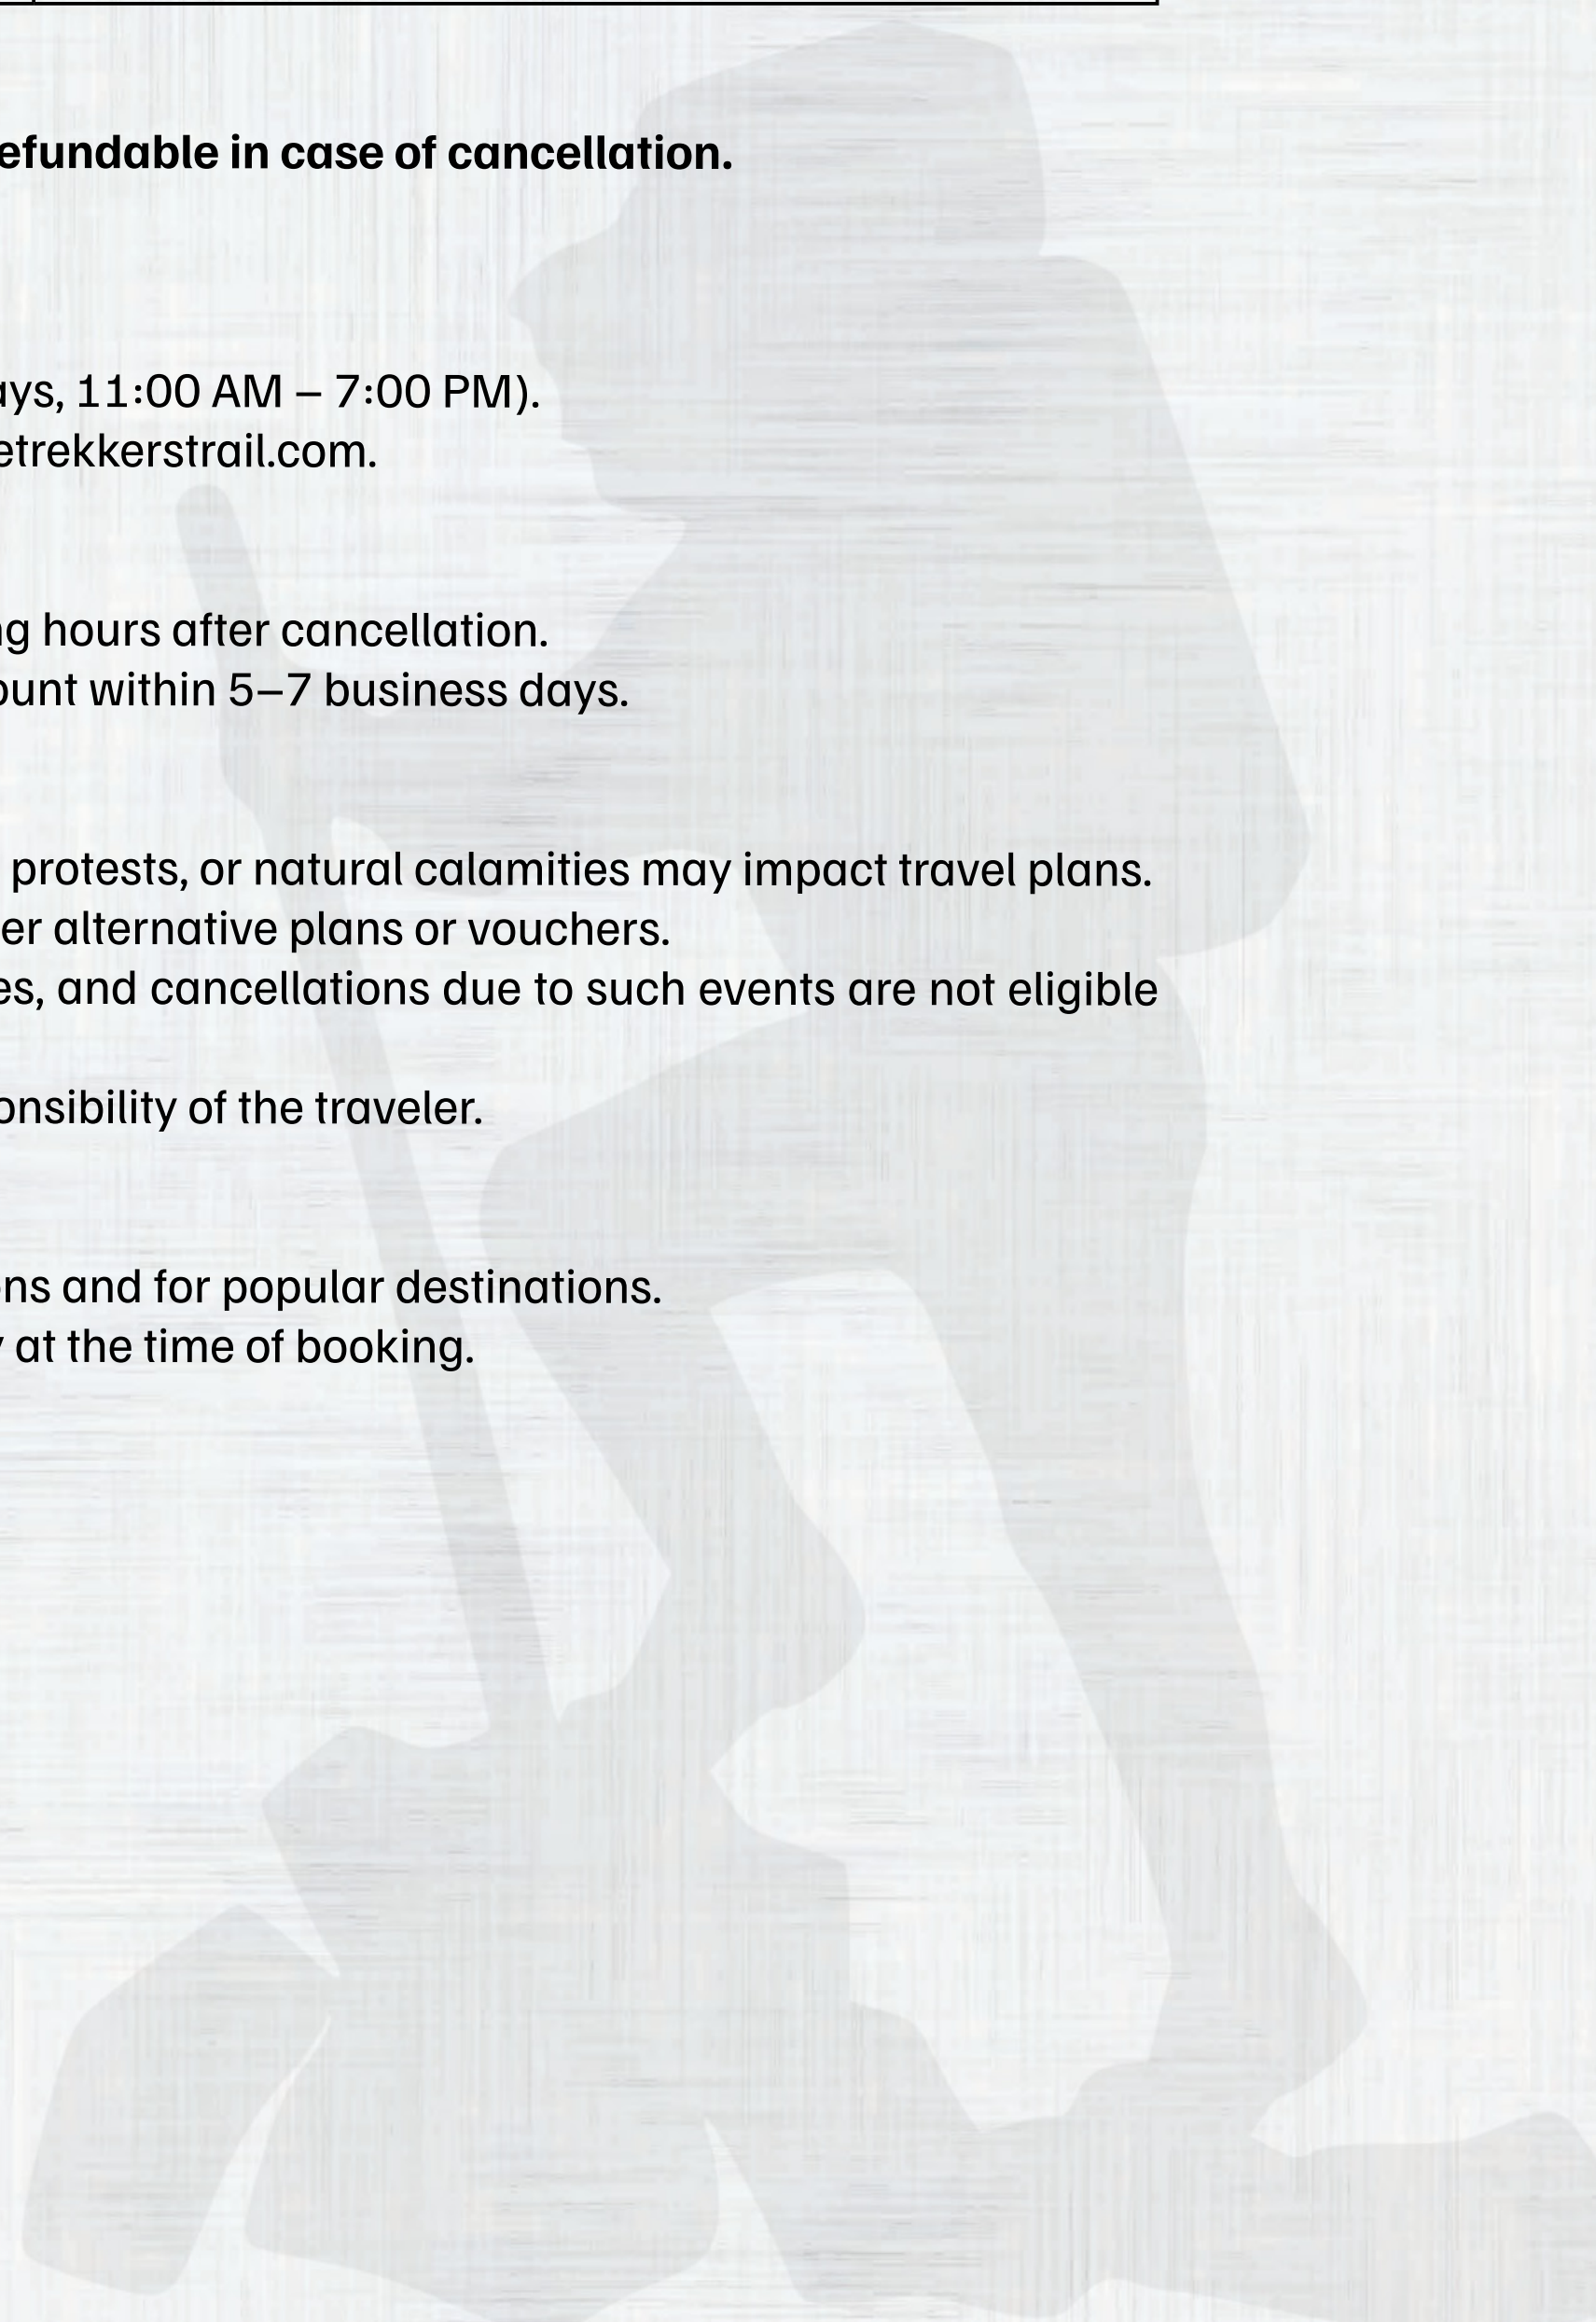 efundable in case of cancellation.
ays, 11:00 AM – 7:00 PM).
etrekkerstrail.com.
ng hours after cancellation.
ount within 5–7 business days.
protests, or natural calamities may impact travel plans.
er alternative plans or vouchers.
es, and cancellations due to such events are not eligible
onsibility of the traveler.
ons and for popular destinations.
y at the time of booking.